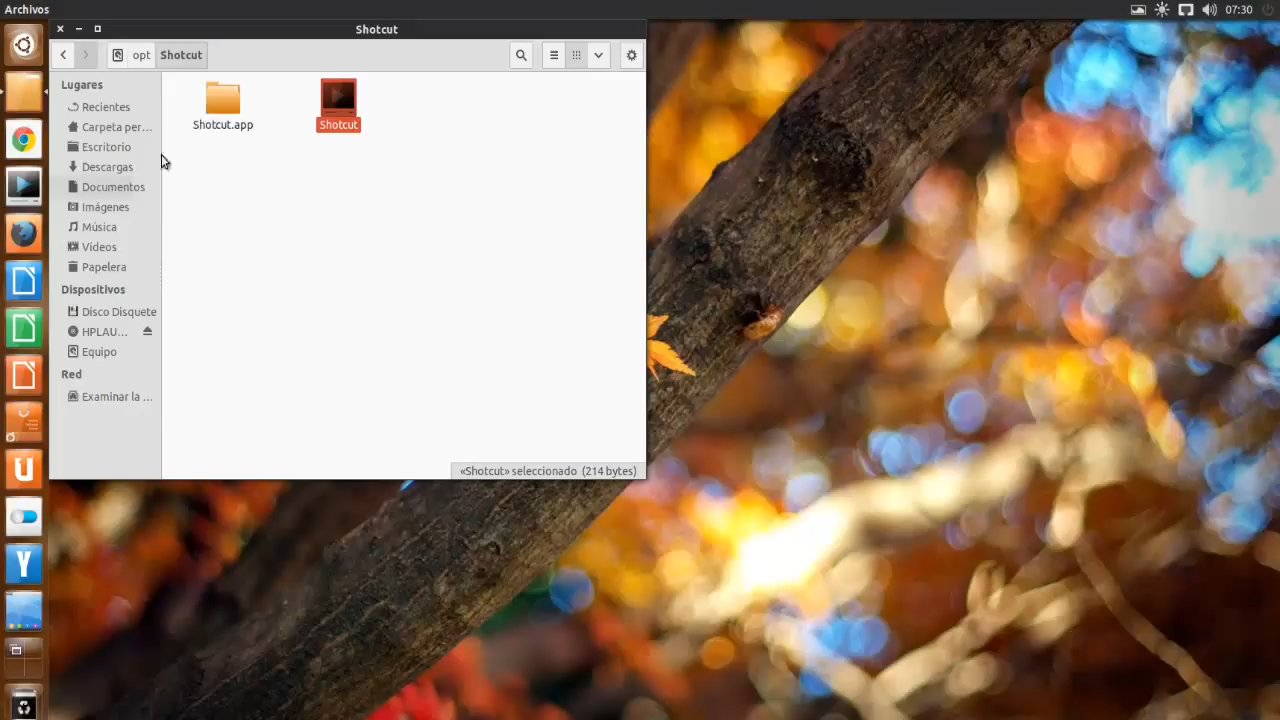 Archivos
07:30
Shotcut
opt
Shotcut
Lugares
Recientes
Carpeta per...
Escritorio
Descargas
Documentos
Imágenes
Música
Vídeos
Papelera
Dispositivos
Disco Disquete
HPLAU...
Equipo
Red
Examinar la ...
Shotcut.app
Shotcut
«Shotcut» seleccionado (214 bytes)